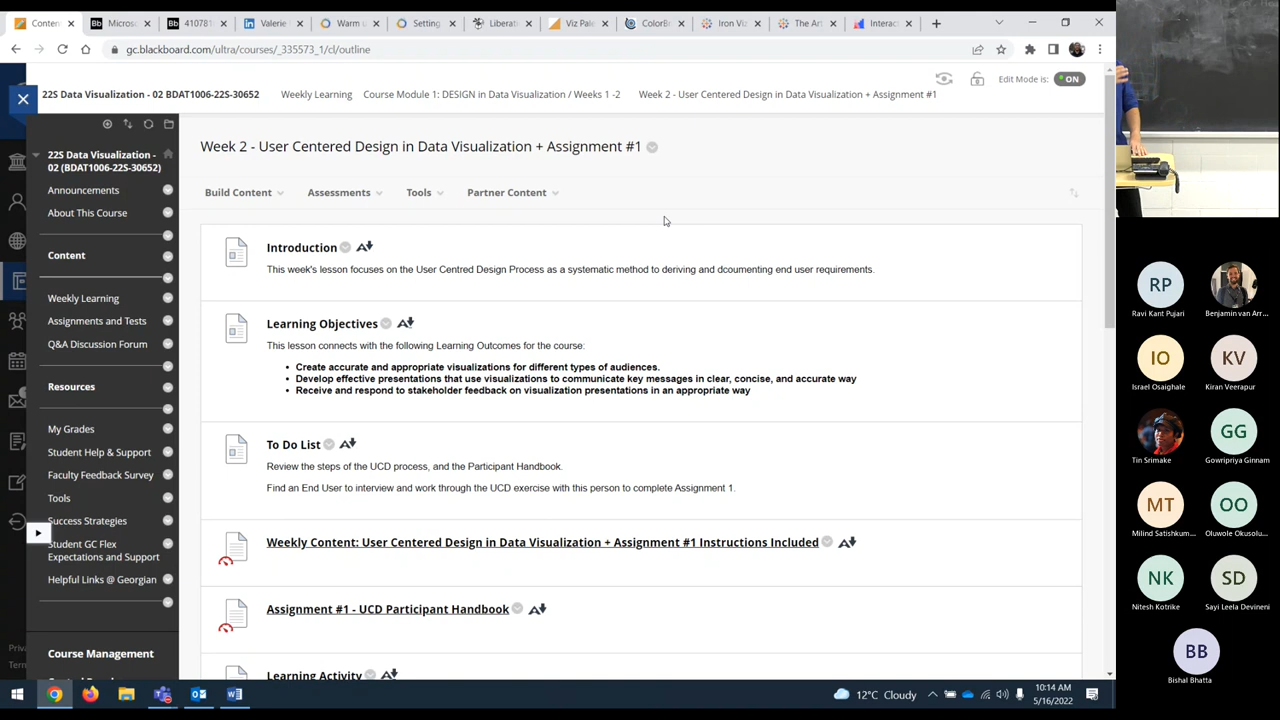 Conten
Microso
410781
Valerie
Warm u
Setting
Liberati
Viz Pale
ColorBr
Iron Viz
The Art
Interact
gc.blackboard.com/ultra/courses/_335573_1/cl/outline
22S Data Visualization - 02 BDAT1006-22S-30652
Weekly Learning
Course Module 1: DESIGN in Data Visualization / Weeks 1 -2
Week 2 - User Centered Design in Data Visualization + Assignment #1
Edit Mode is:
ON
22S Data Visualization -
02 (BDAT1006-22S-30652)
Announcements
About This Course
Content
Weekly Learning
Assignments and Tests
Q&A Discussion Forum
Resources
My Grades
Student Help & Support
Faculty Feedback Survey
Tools
Success Strategies
Student GC Flex
Expectations and Support
Helpful Links @ Georgian
Course Management
Priva
Term
Week 2 - User Centered Design in Data Visualization + Assignment #1
Build Content
Assessments
Tools
Partner Content
Introduction
This week's lesson focuses on the User Centred Design Process as a systematic method to deriving and dcoumenting end user requirements.
Learning Objectives
This lesson connects with the following Learning Outcomes for the course:
• Create accurate and appropriate visualizations for different types of audiences.
• Develop effective presentations that use visualizations to communicate key messages in clear, concise, and accurate way
• Receive and respond to stakeholder feedback on visualization presentations in an appropriate way
To Do List
Review the steps of the UCD process, and the Participant Handbook.
Find an End User to interview and work through the UCD exercise with this person to complete Assignment 1.
Weekly Content: User Centered Design in Data Visualization + Assignment #1 Instructions Included
Assignment #1 - UCD Participant Handbook
Learning Activity
12°C Cloudy
10:14 AM
5/16/2022
RP
Ravi Kant Pujari
Benjamin van Arr...
IO
Israel Osaighale
KV
Kiran Veerapur
Tin Srimake
GG
Gowripriya Ginnam
MT
Milind Satishkum...
OO
Oluwole Okusolu...
NK
Nitesh Kotrike
SD
Sayi Leela Devineni
BB
Bishal Bhatta